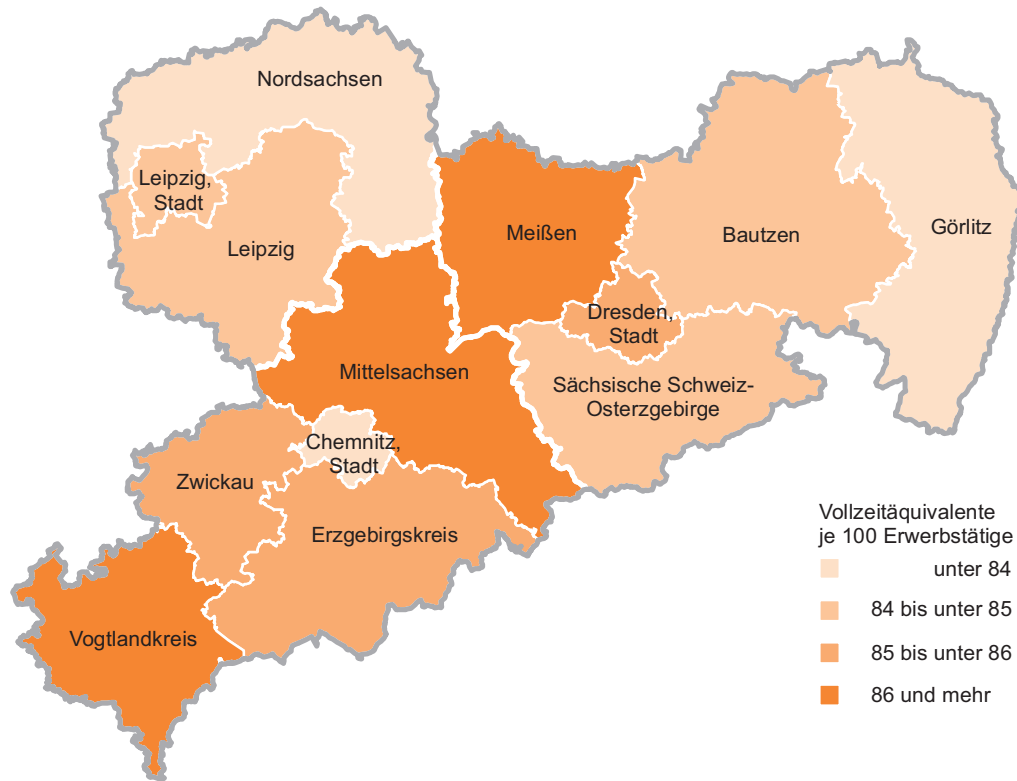 Nordsachsen
Leipzig,
Stadt
Leipzig
Meißen
Bautzen
Görlitz
Dresden,
Stadt
Mittelsachsen
Sächsische Schweiz-
Osterzgebirge
Chemnitz,
Stadt
Zwickau
Erzgebirgskreis
Vogtlandkreis
Vollzeitäquivalente
je 100 Erwerbstätige
unter 84
84 bis unter 85
85 bis unter 86
86 und mehr